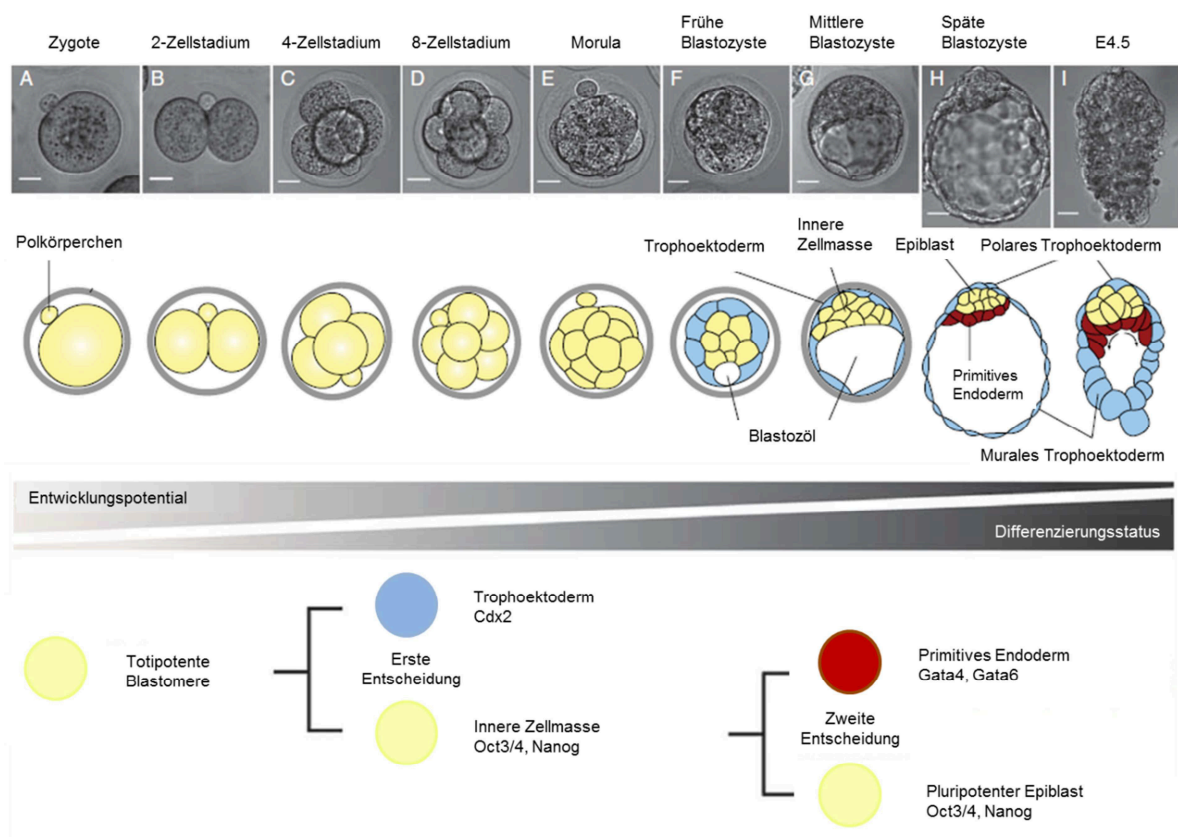 Zygote
2-Zellstadium
4-Zellstadium
8-Zellstadium
Morula
Frühe
Blastozyste
Mittlere
Blastozyste
Späte
Blastozyste
E4.5
A
B
C
D
E
F
G
H
I
Polkörperchen
Trophoektoderm
Innere
Zellmasse
Epiblast
Polares Trophoektoderm
Primitives
Endoderm
Blastozöl
Murales Trophoektoderm
Entwicklungspotential
Differenzierungsstatus
Totipotente
Blastomere
Trophoektoderm
Cdx2
Erste
Entscheidung
Innere Zellmasse
Oct3/4, Nanog
Primitives Endoderm
Gata4, Gata6
Zweite
Entscheidung
Pluripotenter Epiblast
Oct3/4, Nanog